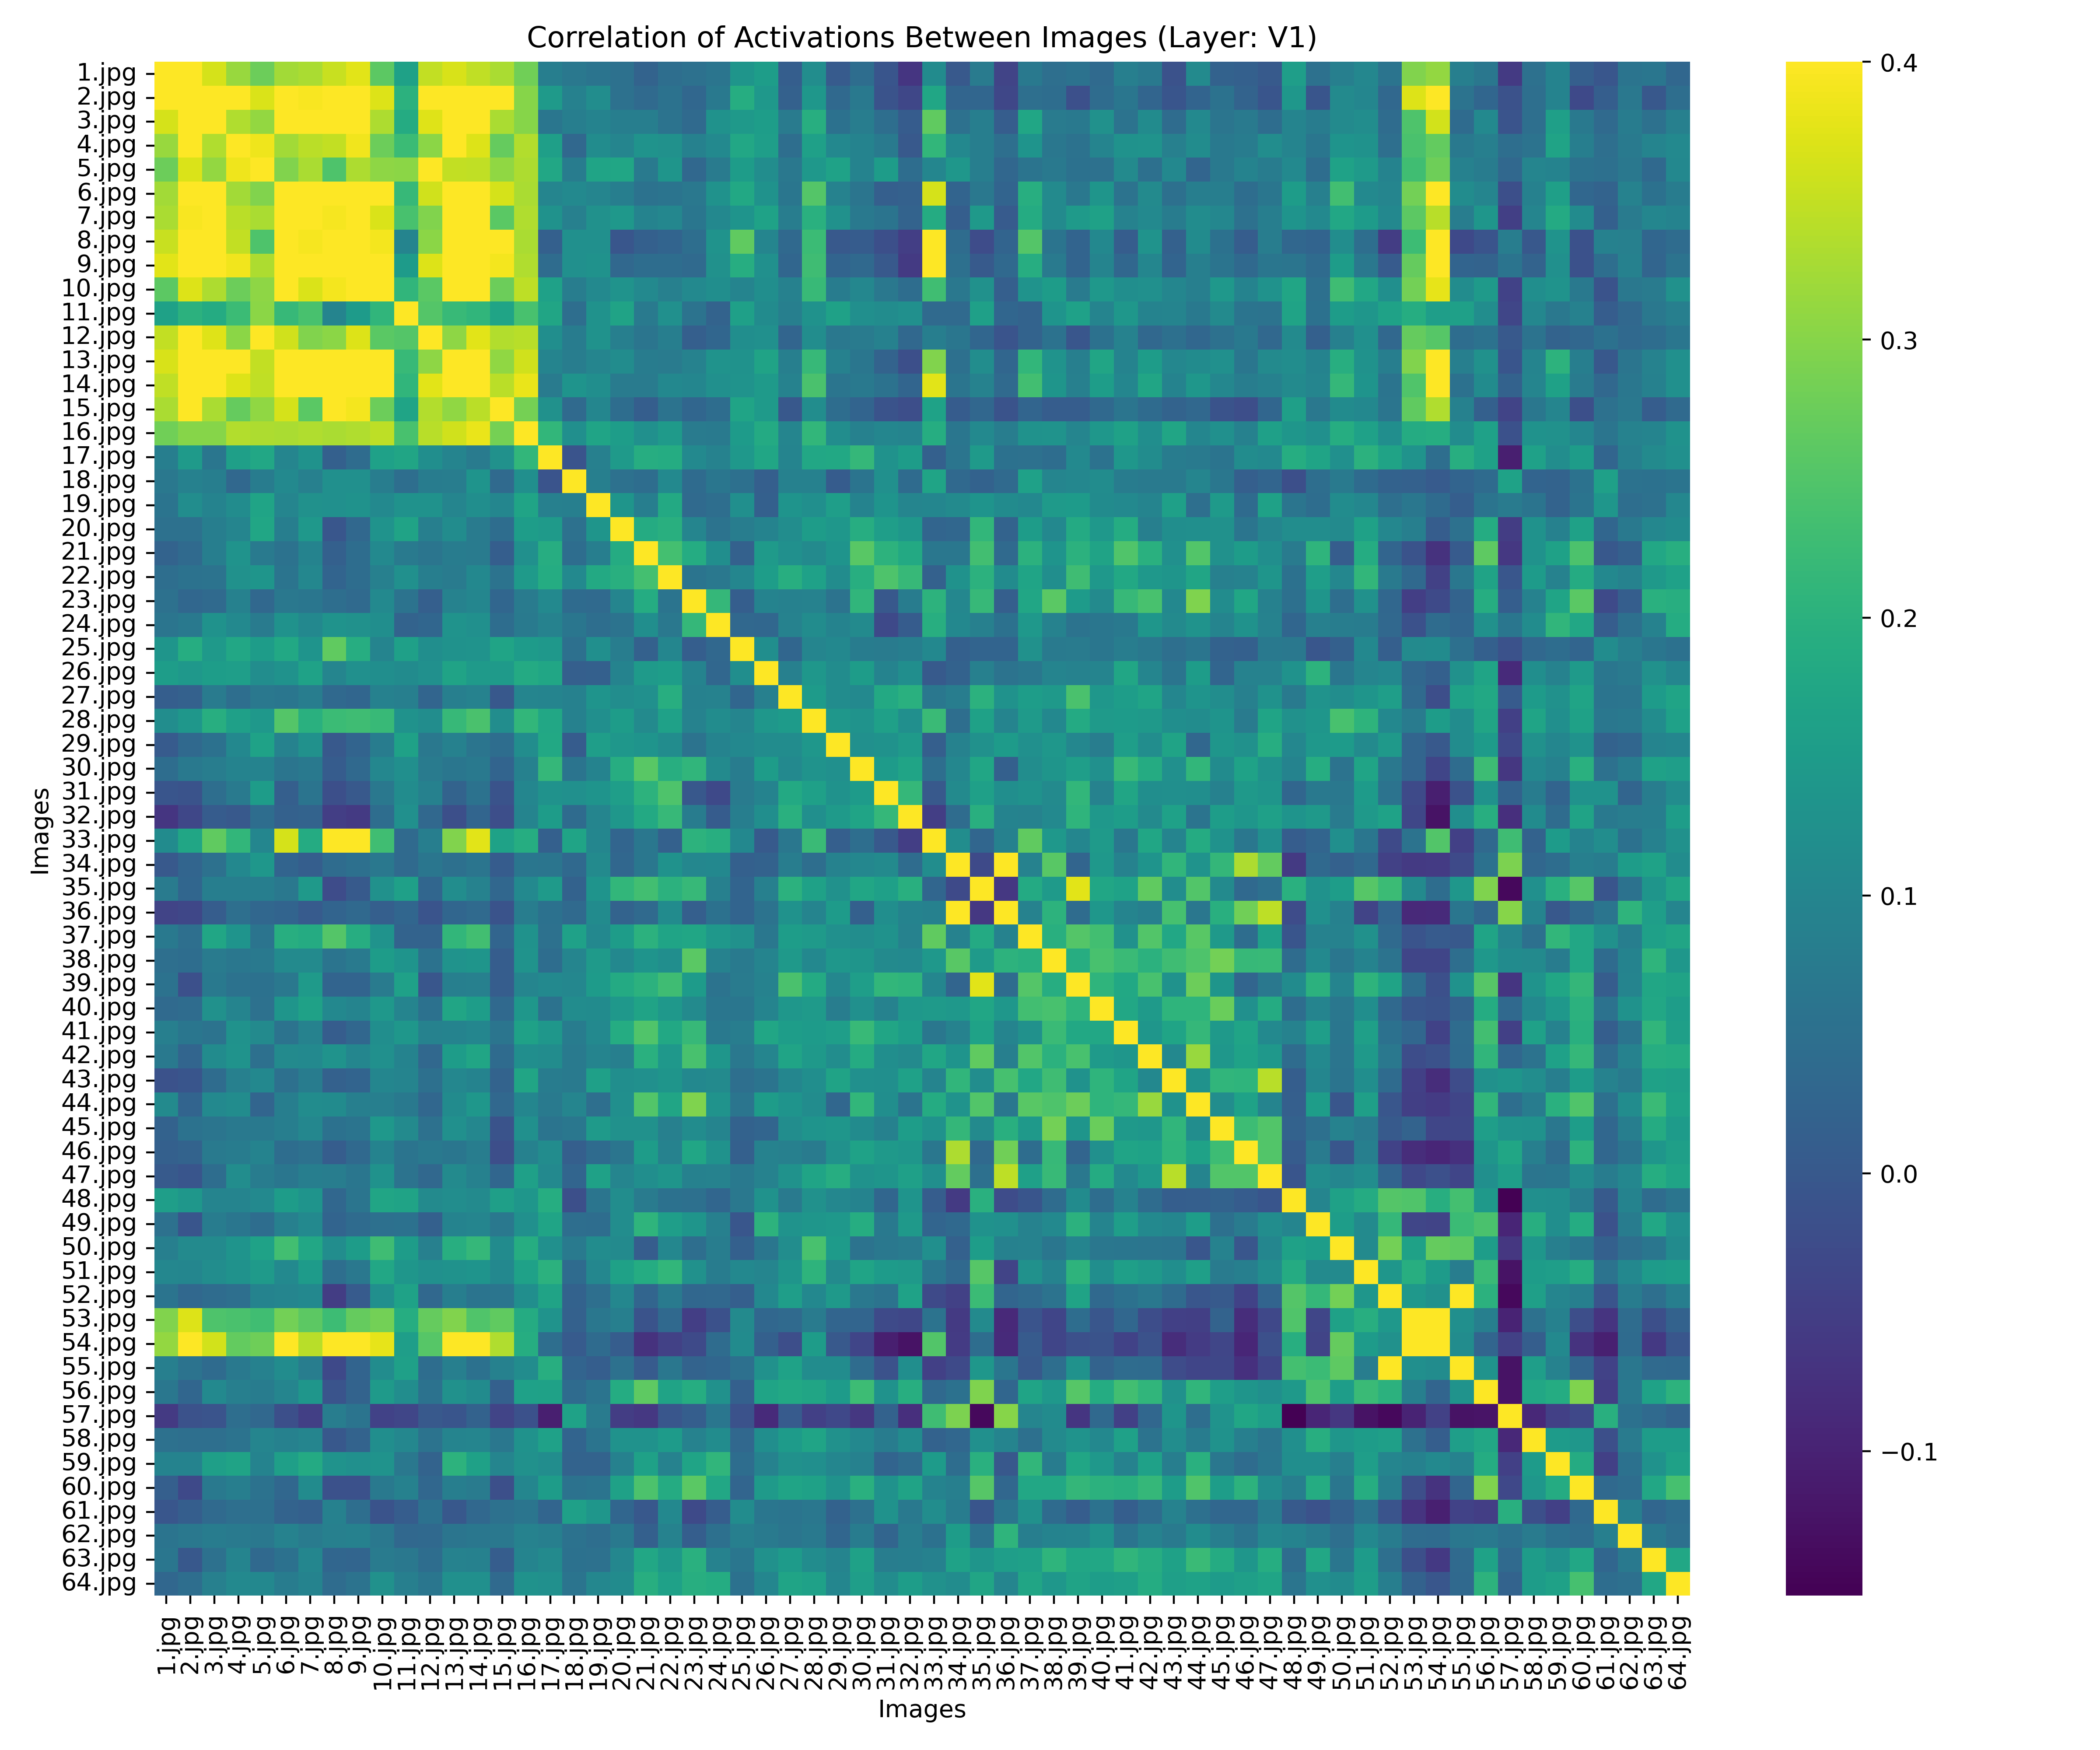 Correlation of Activations Between Images (Layer: V1)
1.jpg
2.jpg
3.jpg
4.jpg
5.jpg
6.jpg
7.jpg
8.jpg
9.jpg
10.jpg
11.jpg
12.jpg
13.jpg
14.jpg
15.jpg
16.jpg
17.jpg
18.jpg
19.jpg
20.jpg
21.jpg
22.jpg
23.jpg
24.jpg
25.jpg
26.jpg
27.jpg
28.jpg
29.jpg
30.jpg
31.jpg
32.jpg
33.jpg
34.jpg
35.jpg
36.jpg
37.jpg
38.jpg
39.jpg
40.jpg
41.jpg
42.jpg
43.jpg
44.jpg
45.jpg
46.jpg
47.jpg
48.jpg
49.jpg
50.jpg
51.jpg
52.jpg
53.jpg
54.jpg
55.jpg
56.jpg
57.jpg
58.jpg
59.jpg
60.jpg
61.jpg
62.jpg
63.jpg
64.jpg
Images
1.jpg
2.jpg
3.jpg
4.jpg
5.jpg
6.jpg
7.jpg
8.jpg
9.jpg
10.jpg
11.jpg
12.jpg
13.jpg
14.jpg
15.jpg
16.jpg
17.jpg
18.jpg
19.jpg
20.jpg
21.jpg
22.jpg
23.jpg
24.jpg
25.jpg
26.jpg
27.jpg
28.jpg
29.jpg
30.jpg
31.jpg
32.jpg
33.jpg
34.jpg
35.jpg
36.jpg
37.jpg
38.jpg
39.jpg
40.jpg
41.jpg
42.jpg
43.jpg
44.jpg
45.jpg
46.jpg
47.jpg
48.jpg
49.jpg
50.jpg
51.jpg
52.jpg
53.jpg
54.jpg
55.jpg
56.jpg
57.jpg
58.jpg
59.jpg
60.jpg
61.jpg
62.jpg
63.jpg
64.jpg
Images
0.4
0.3
0.2
0.1
0.0
−0.1